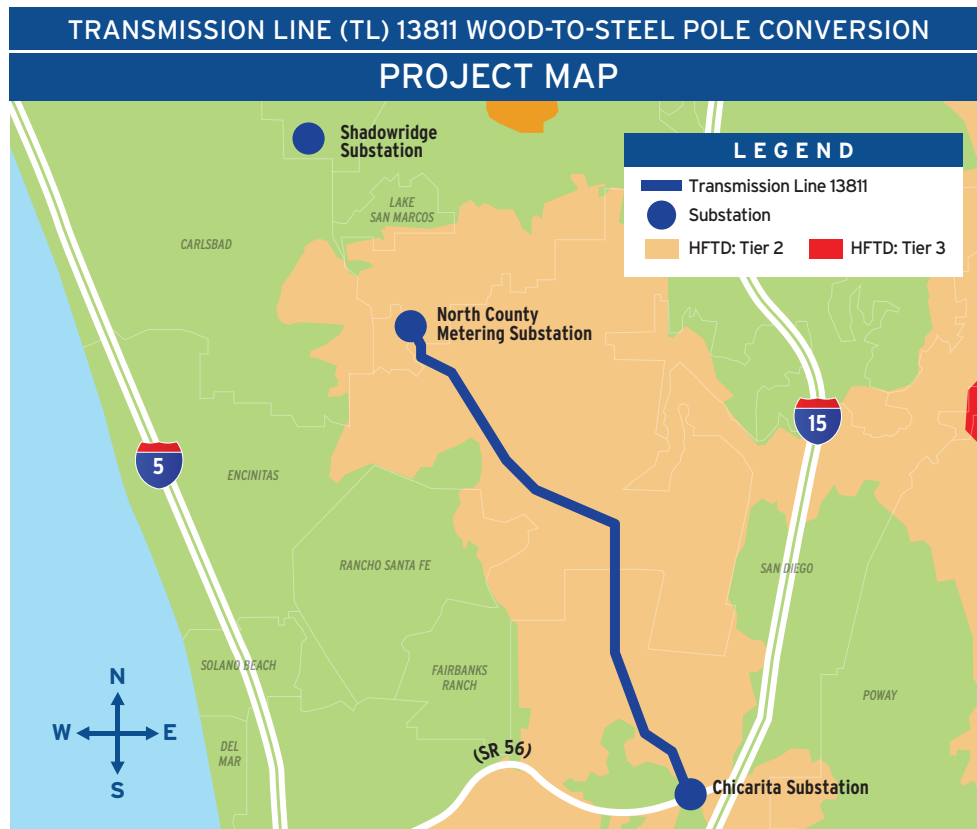 TRANSMISSION LINE (TL) 13811 WOOD-TO-STEEL POLE CONVERSION
PROJECT MAP
Shadowridge
Substation
LEGEND
Transmission Line 13811
Substation
HFTD: Tier 2
HFTD: Tier 3
LAKE
SAN MARCOS
CARLSBAD
North County
Metering Substation
15
5
ENCINITAS
RANCHO SANTA FE
SAN DIEGO
SOLANO BEACH
FAIRBANKS
RANCH
POWAY
N
W
E
S
DEL
MAR
(SR 56)
Chicarita Substation